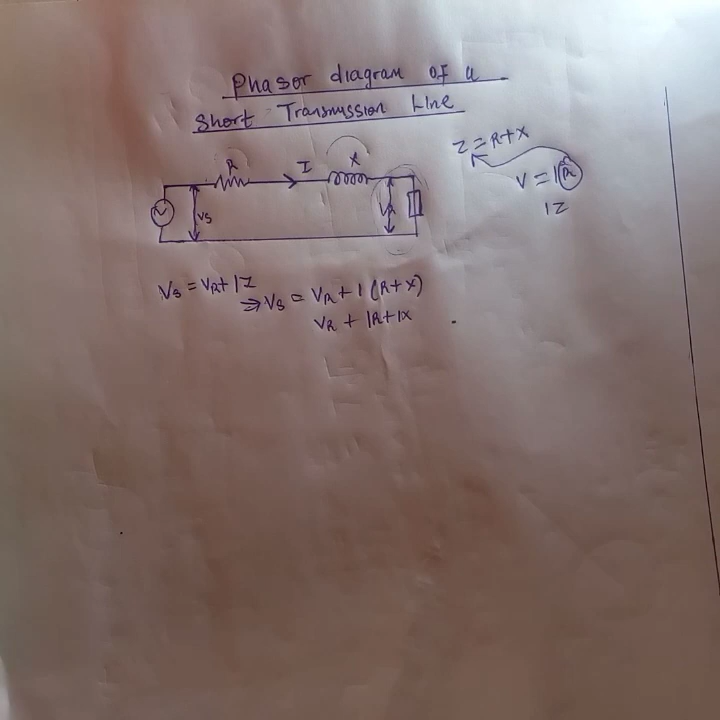 Phasor diagram of a
Short Transmission Line
Z = R+X
R
I
X
V = IR
IZ
Vs
VR
Vs = VR + IZ
⇒ Vs = VR + I (R+X)
VR + IR + IX